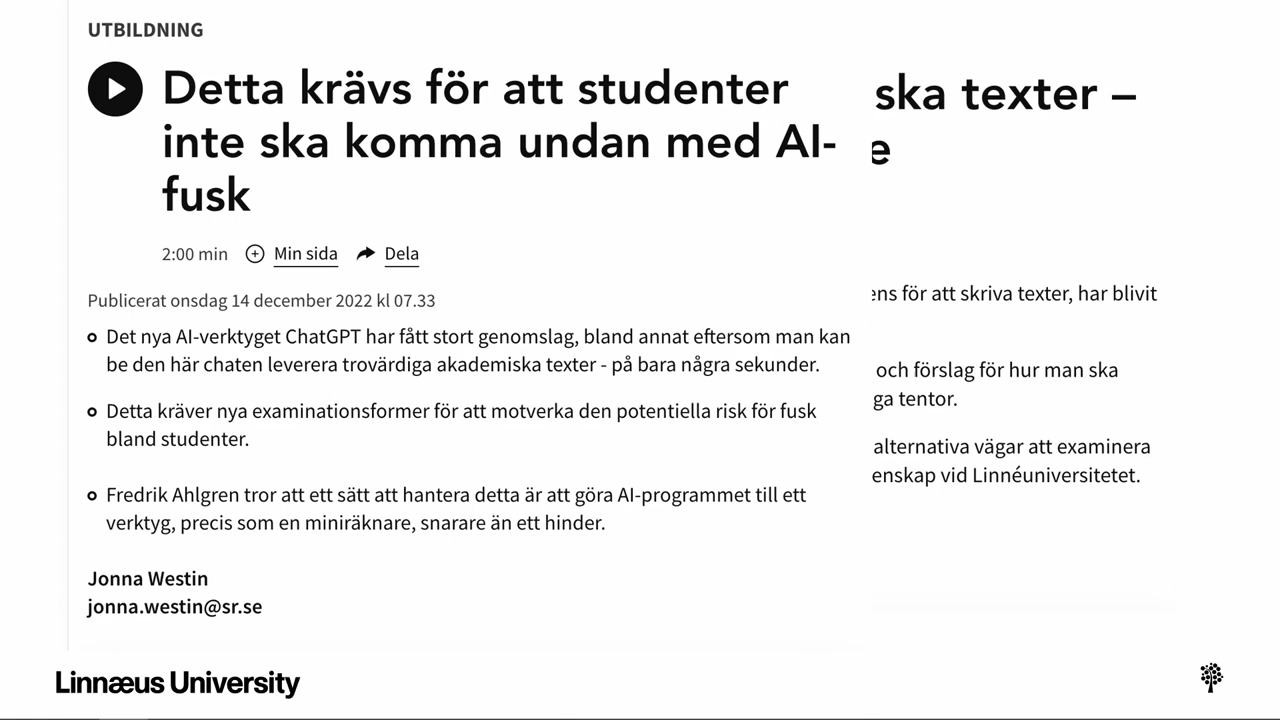 UTBILDNING
Detta krävs för att studenter
inte ska komma undan med AI-
fusk
2:00 min Min sida Dela
Publicerat onsdag 14 december 2022 kl 07.33
Det nya AI-verktyget ChatGPT har fått stort genomslag, bland annat eftersom man kan
be den här chaten leverera trovärdiga akademiska texter - på bara några sekunder.
Detta kräver nya examinationsformer för att motverka den potentiella risk för fusk
bland studenter.
Fredrik Ahlgren tror att ett sätt att hantera detta är att göra AI-programmet till ett
verktyg, precis som en miniräknare, snarare än ett hinder.
Jonna Westin
jonna.westin@sr.se
ska texter –
e
ens för att skriva texter, har blivit
och förslag för hur man ska
ga tentor.
alternativa vägar att examinera
enskap vid Linnéuniversitetet.
Linnæus University